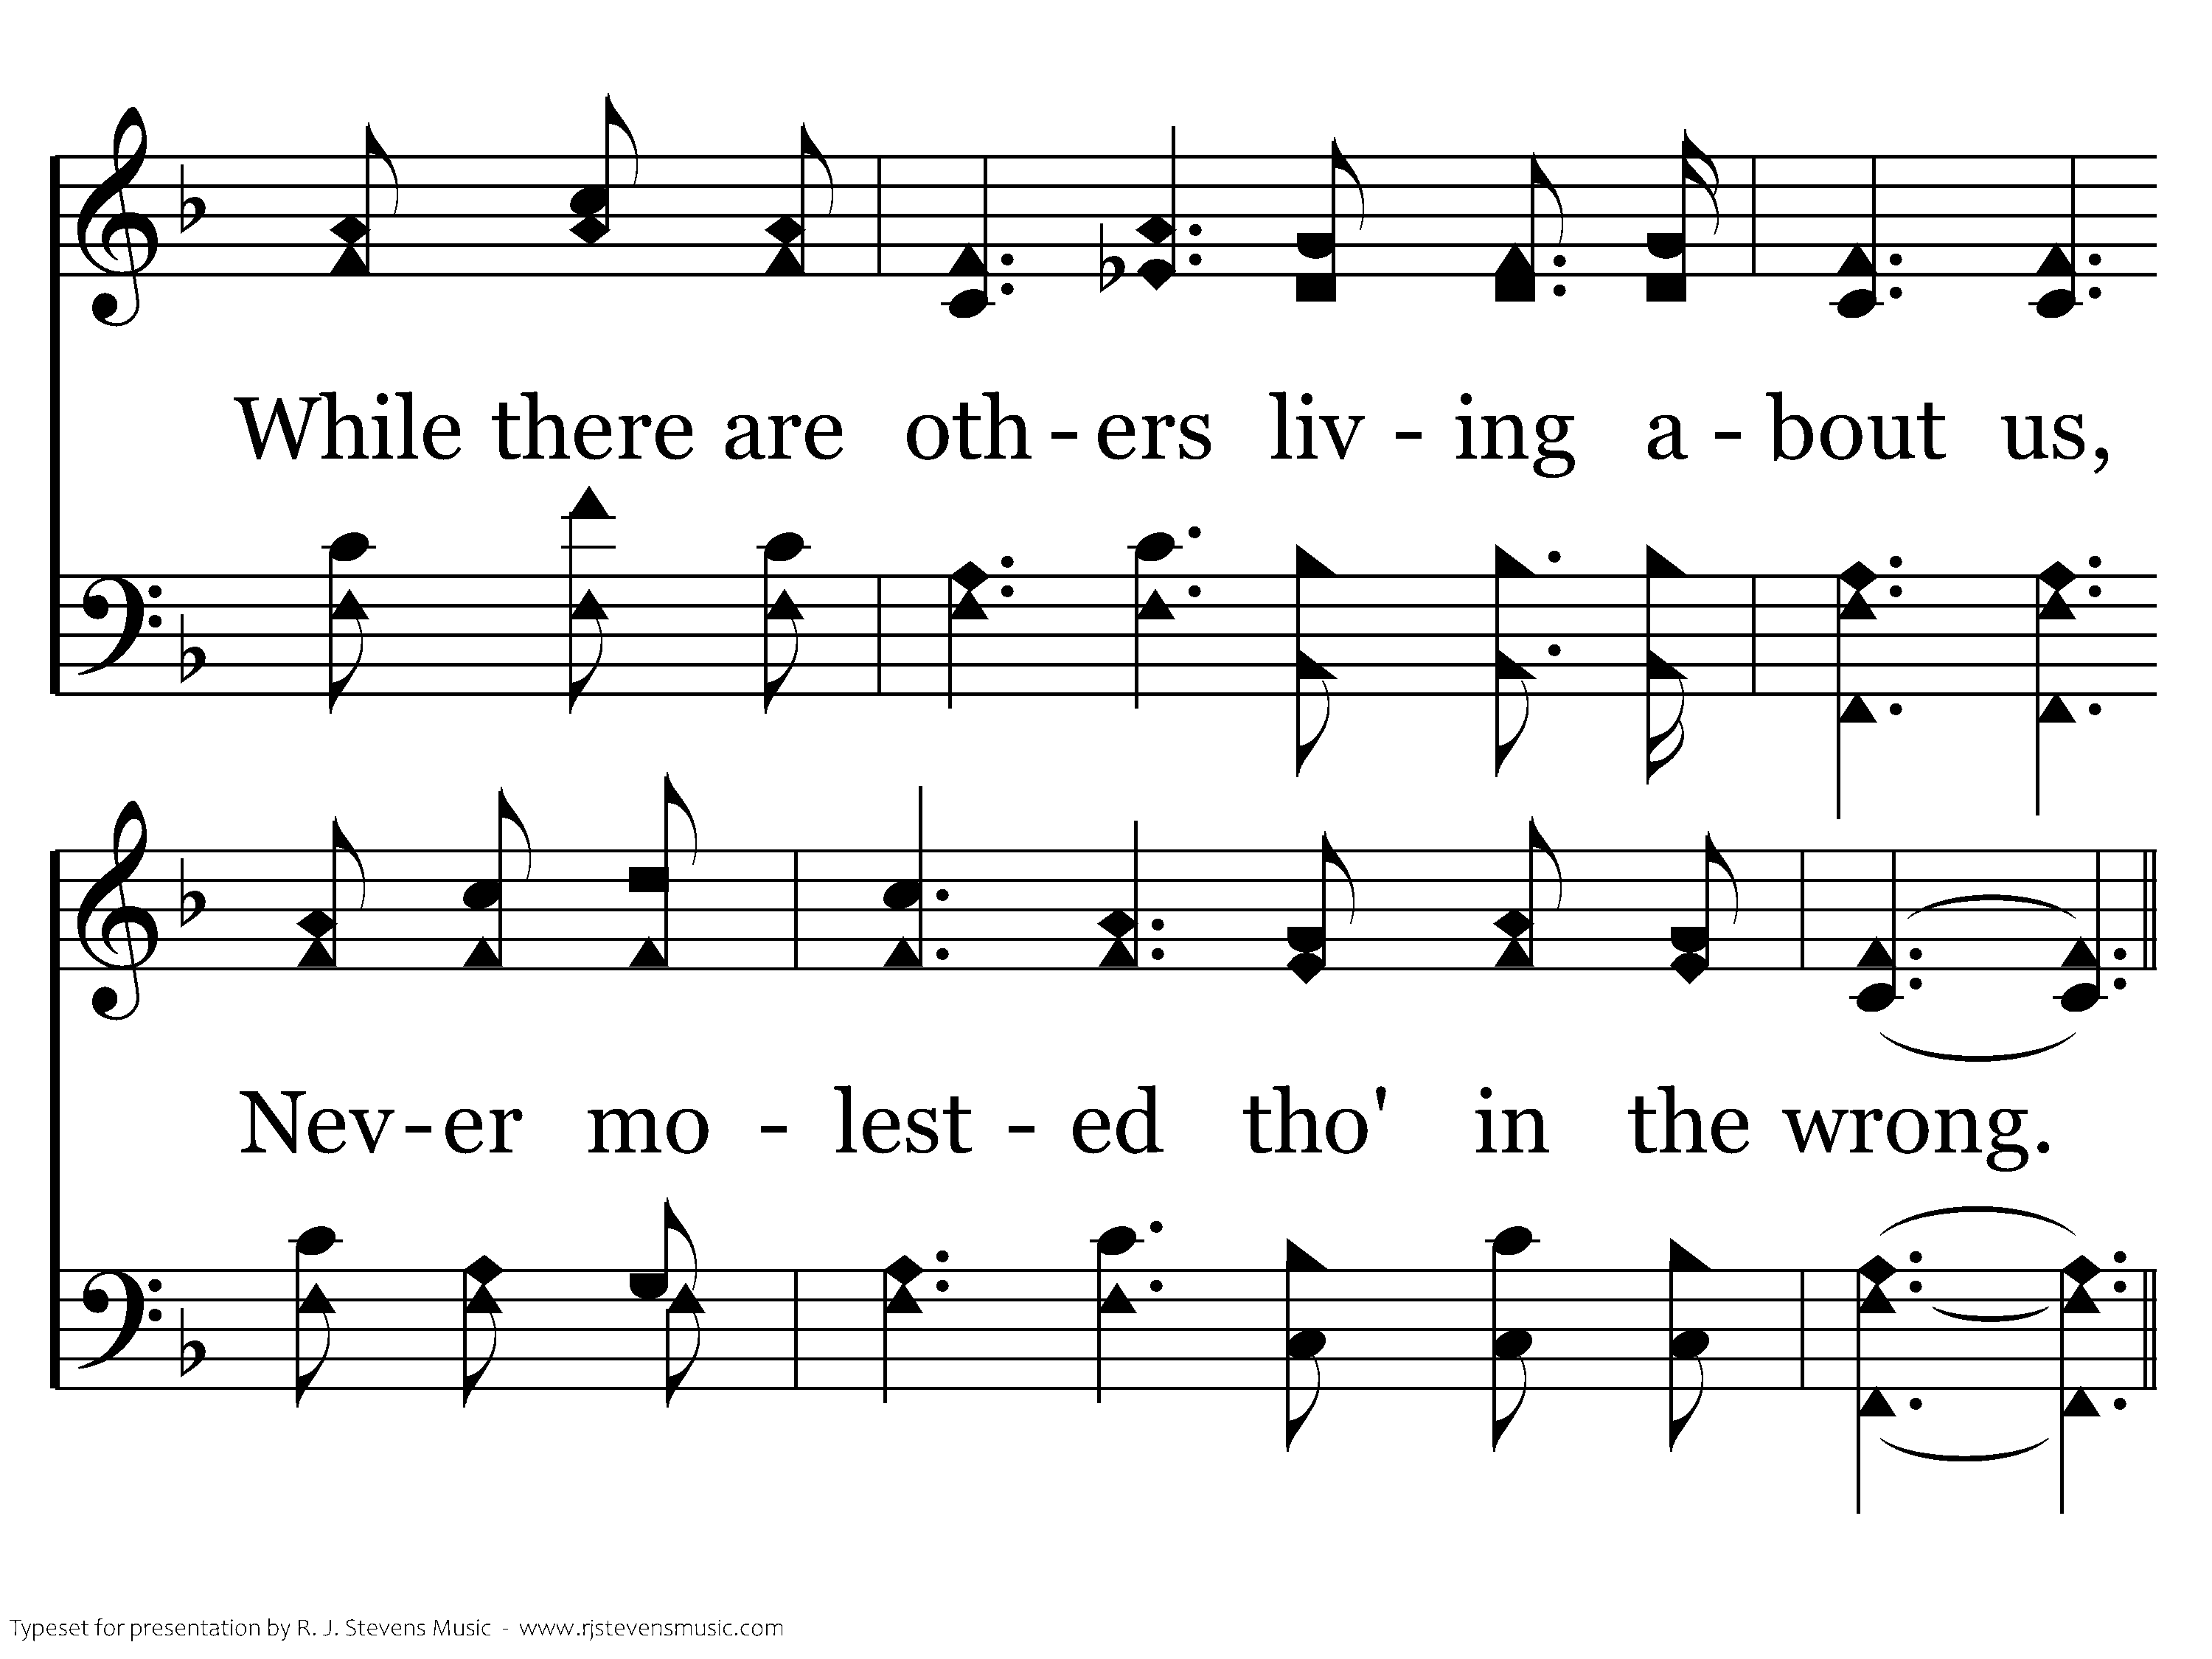 While there are oth - ers liv - ing a - bout us,
Nev - er mo - lest - ed tho' in the wrong.
Typeset for presentation by R. J. Stevens Music - www.rjstevensmusic.com